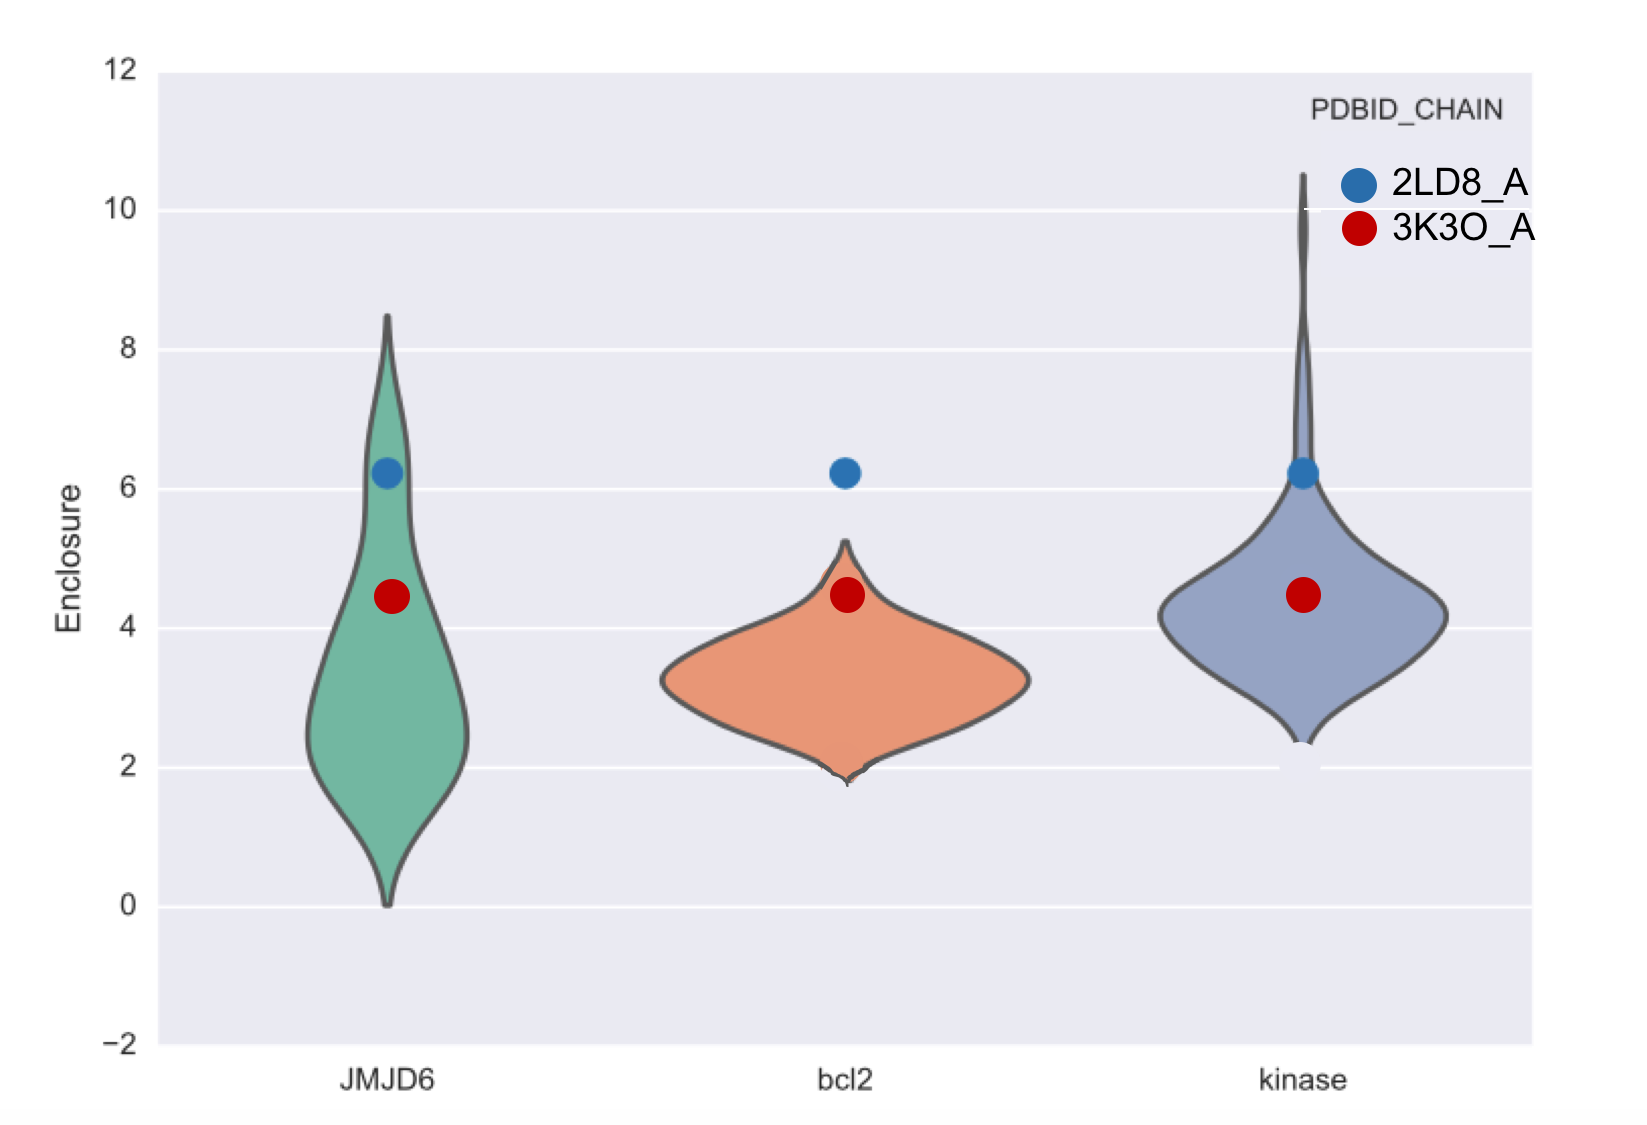 12
PDBID_CHAIN
2LD8_A
10
3K3O_A
8
6
Enclosure
4
2
0
−2
JMJD6 bcl2 kinase